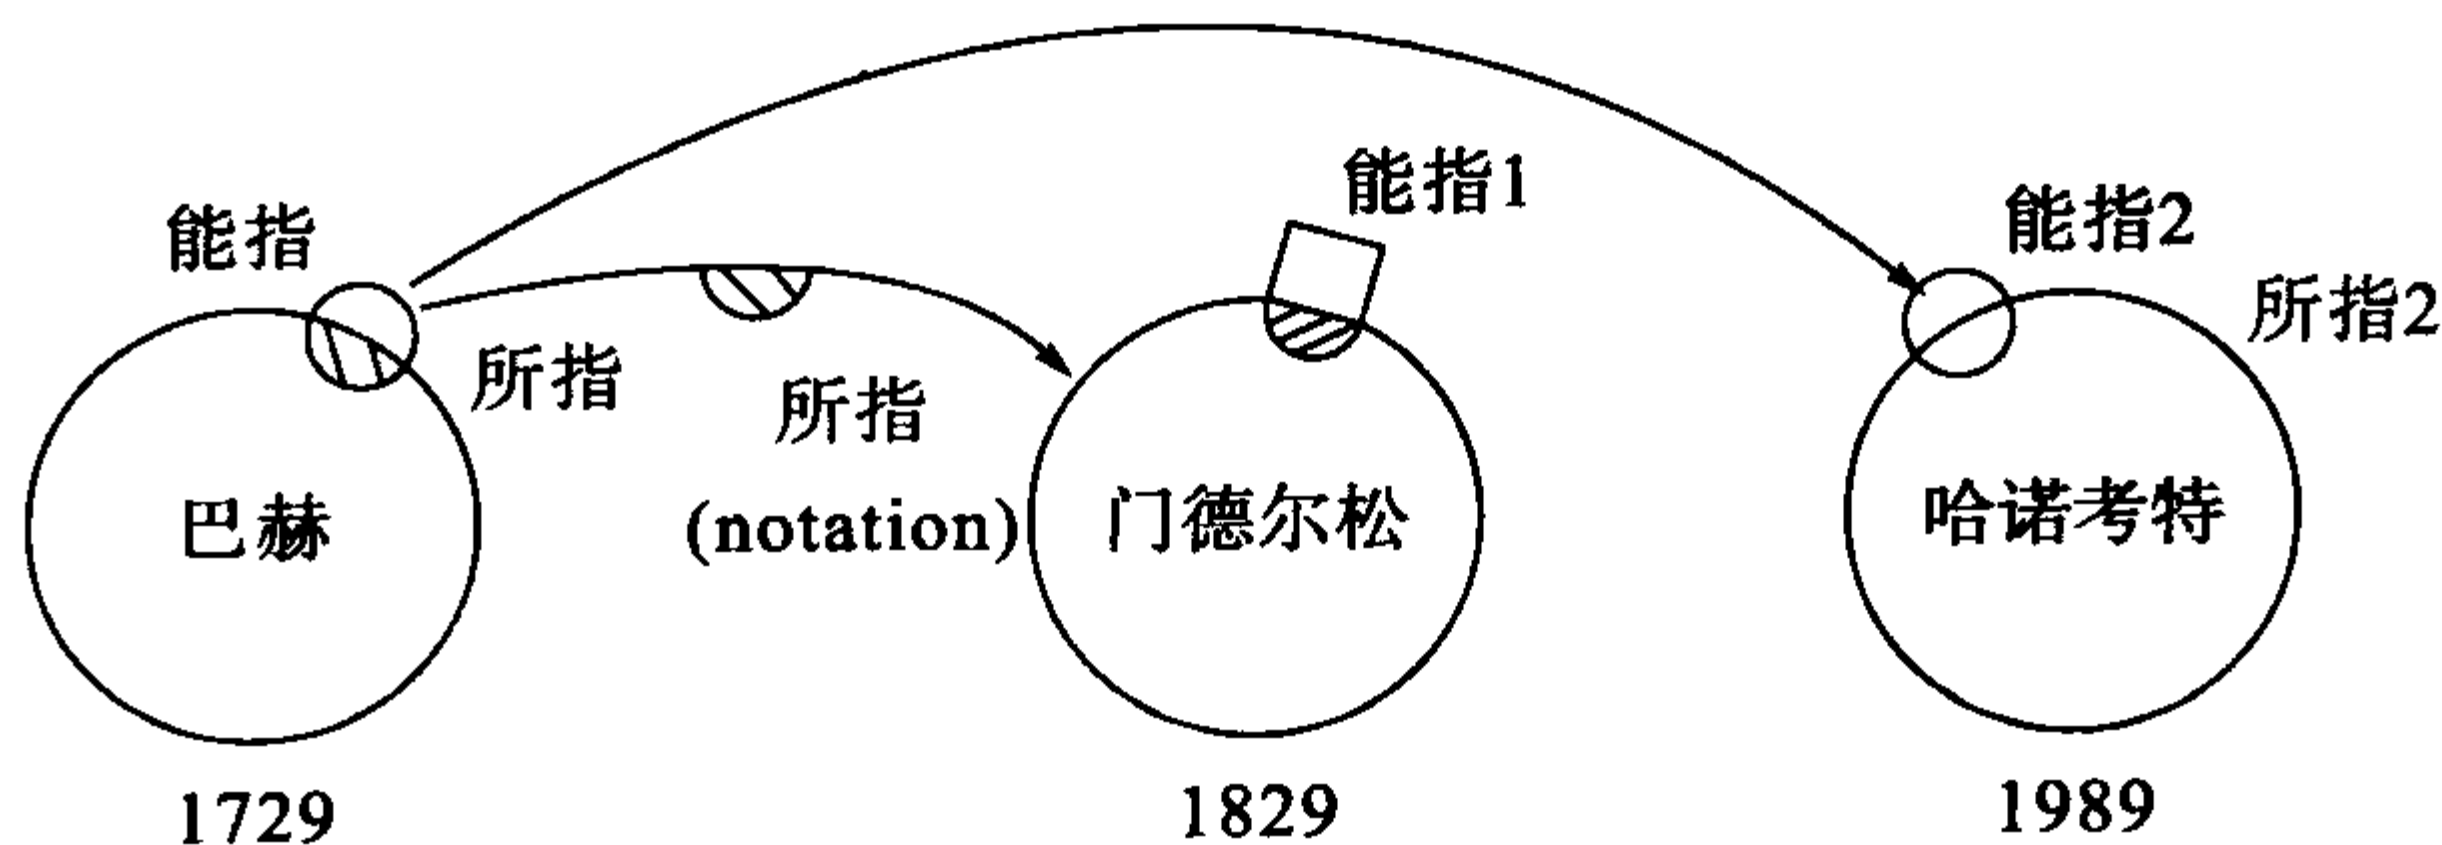 能指1
能指2
能指
所指2
所指
所指
巴赫
(notation)
门德尔松
哈诺考特
1729
1829
1989